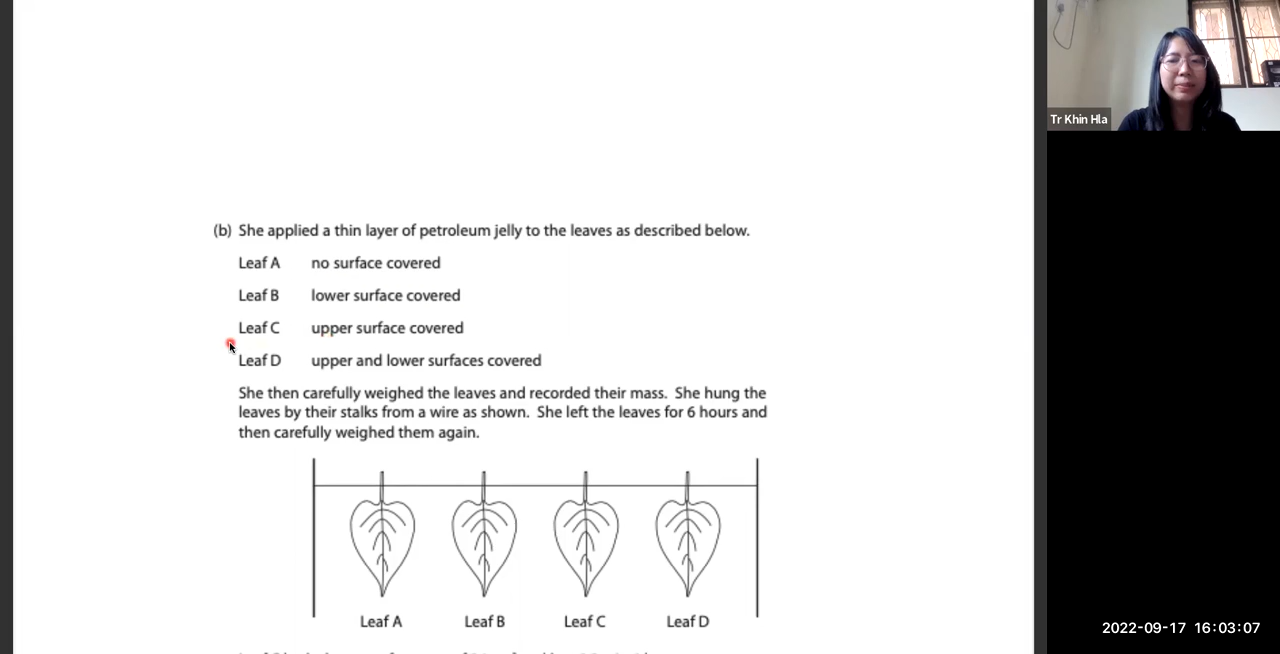 (b) She applied a thin layer of petroleum jelly to the leaves as described below.
Leaf A no surface covered
Leaf B lower surface covered
Leaf C upper surface covered
Leaf D upper and lower surfaces covered
She then carefully weighed the leaves and recorded their mass. She hung the
leaves by their stalks from a wire as shown. She left the leaves for 6 hours and
then carefully weighed them again.
Leaf A Leaf B Leaf C Leaf D
Tr Khin Hla
2022-09-17 16:03:07